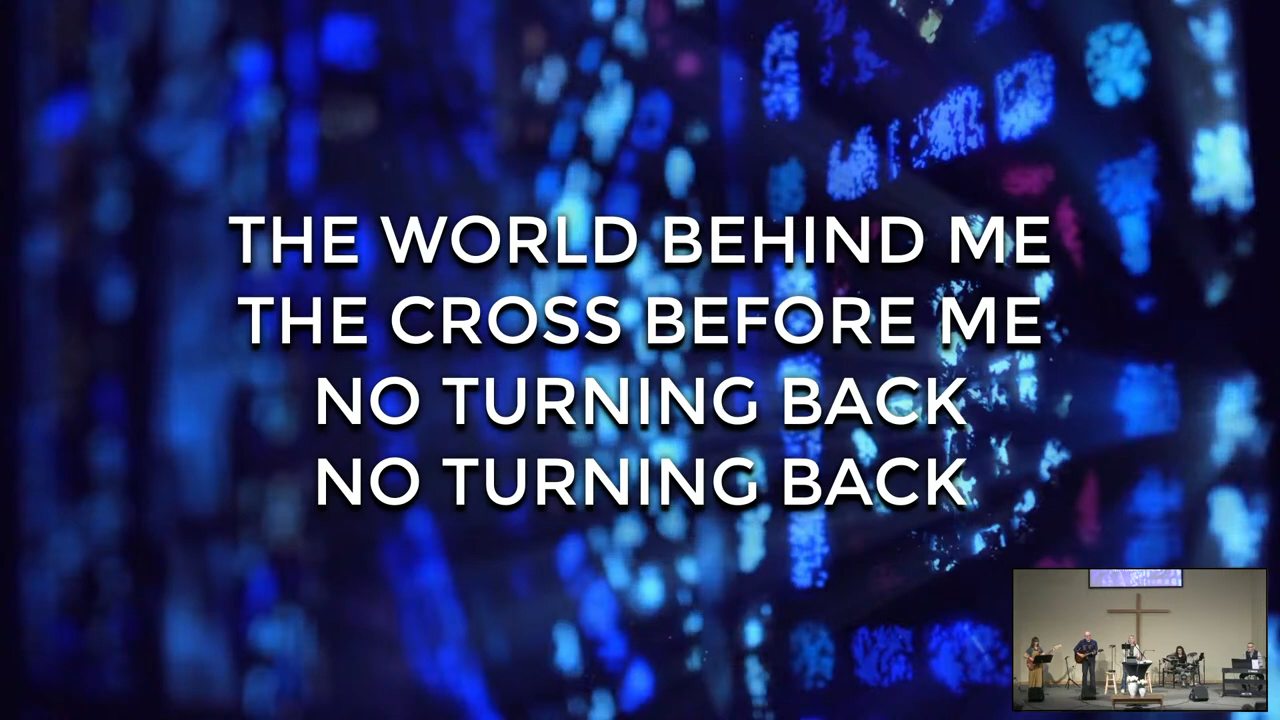 THE WORLD BEHIND ME
THE CROSS BEFORE ME
NO TURNING BACK
NO TURNING BACK